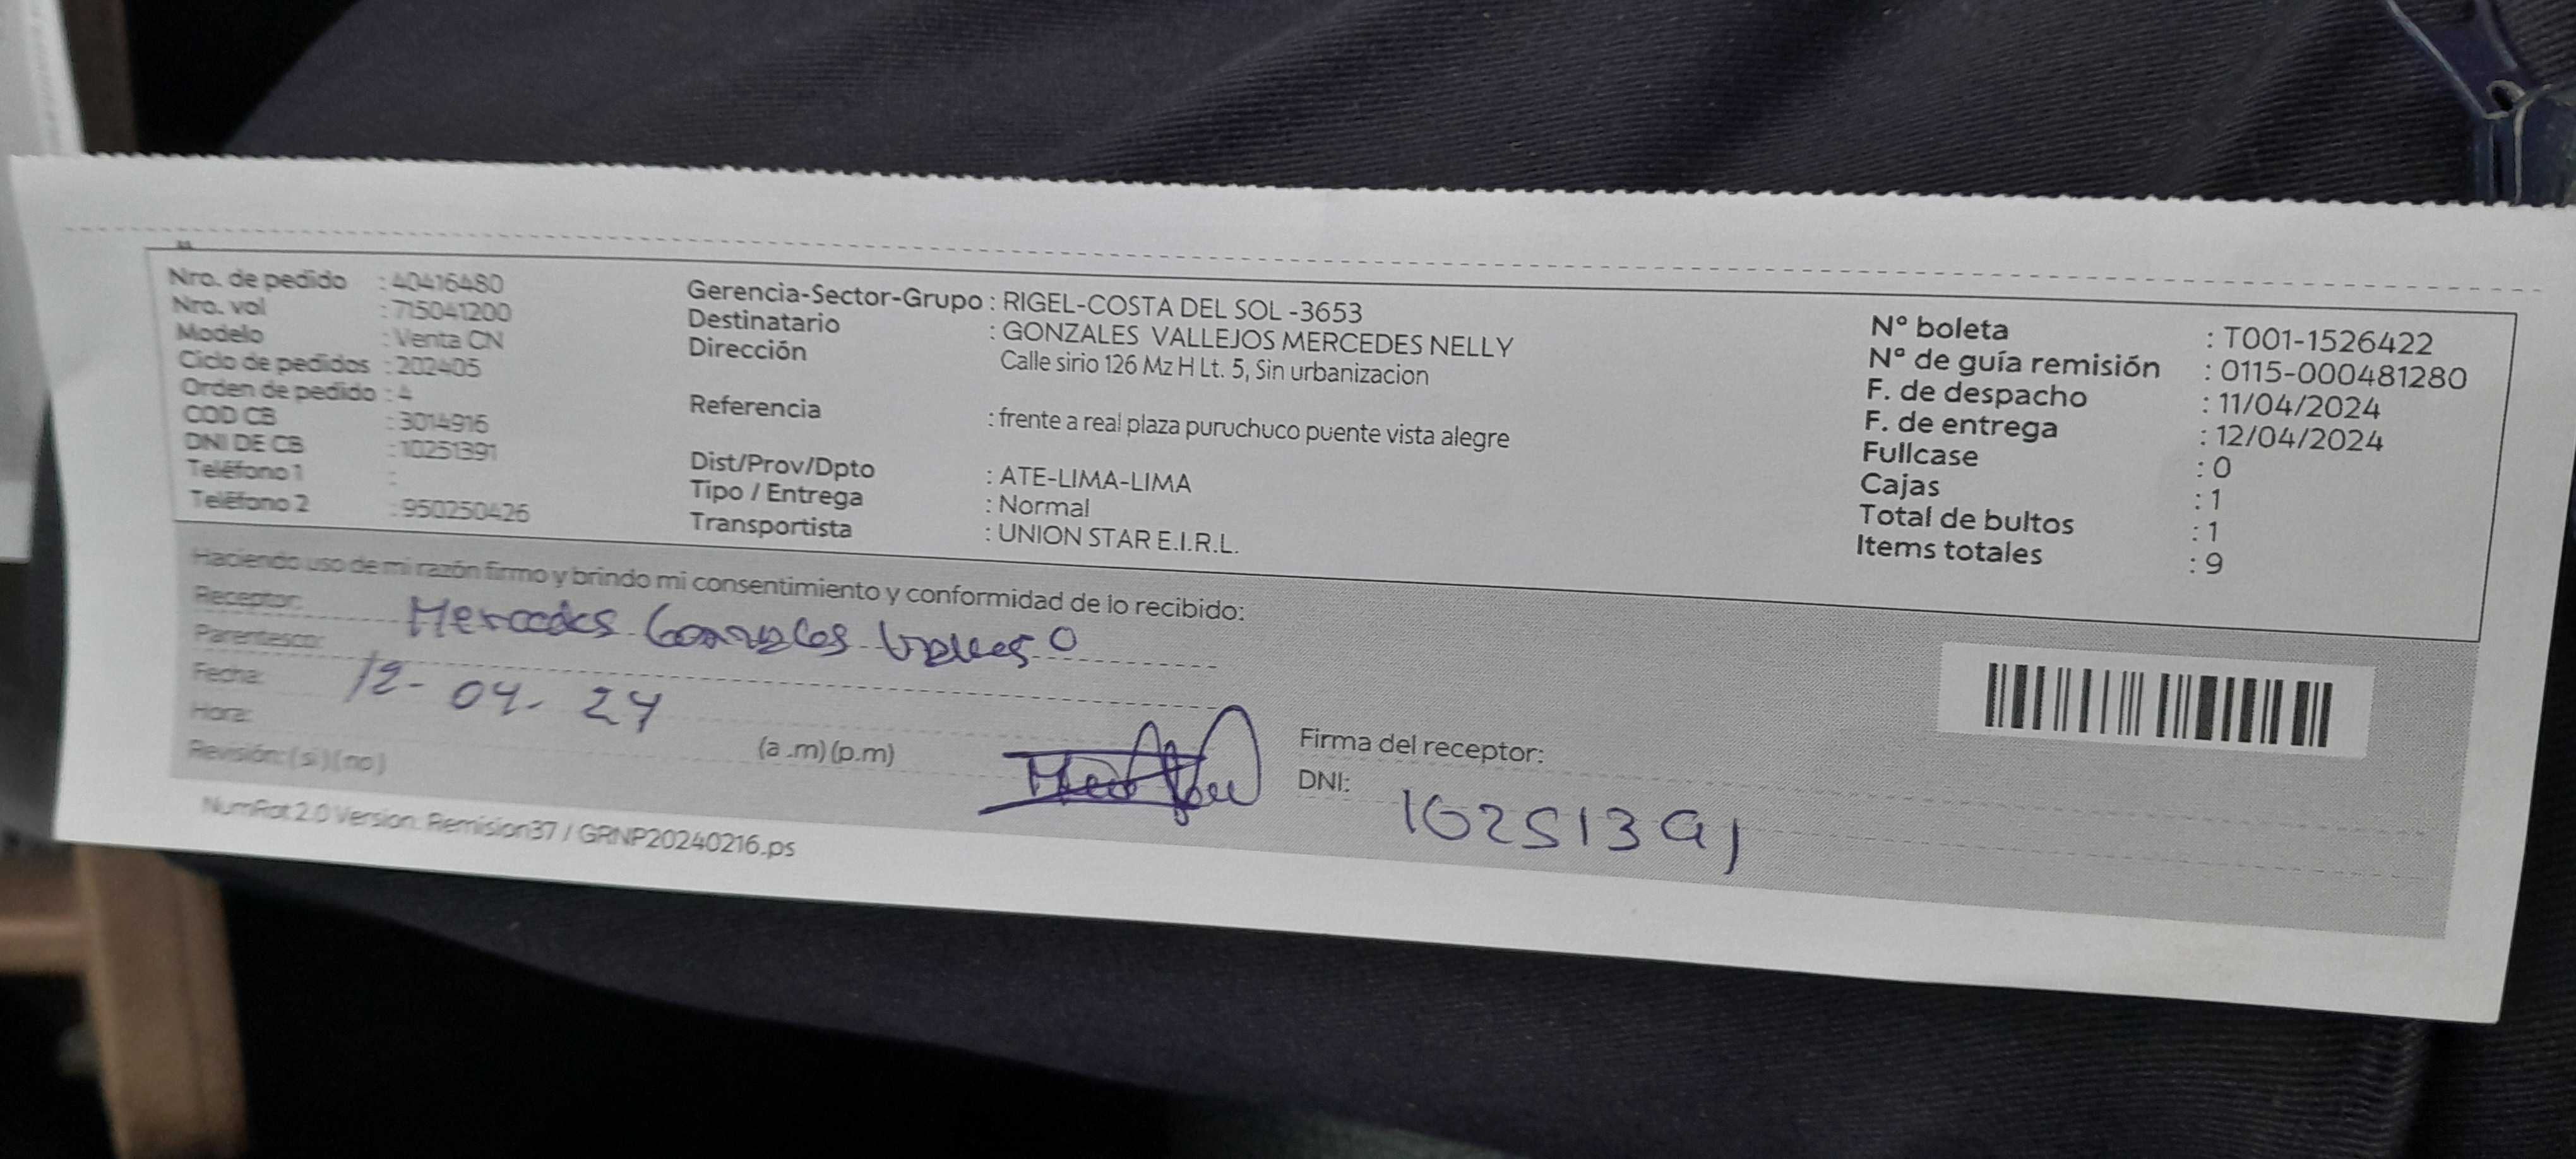 Nro. de pedido : 40416480
Nro. vol : 715041200
Modelo : Venta CN
Ciclo de pedidos : 202405
Orden de pedido : 4
COD CB : 3014916
DNI DE CB : 10251391
Teléfono 1 :
Teléfono 2 : 950250426
Gerencia-Sector-Grupo : RIGEL-COSTA DEL SOL -3653
Destinatario : GONZALES VALLEJOS MERCEDES NELLY
Dirección Calle sirio 126 Mz H Lt. 5, Sin urbanizacion
Referencia : frente a real plaza puruchuco puente vista alegre
Dist/Prov/Dpto : ATE-LIMA-LIMA
Tipo / Entrega : Normal
Transportista : UNION STAR E.I.R.L.
N° boleta : T001-1526422
N° de guía remisión : 0115-000481280
F. de despacho : 11/04/2024
F. de entrega : 12/04/2024
Fullcase : 0
Cajas : 1
Total de bultos : 1
Items totales : 9
Haciendo uso de mi razón firmo y brindo mi consentimiento y conformidad de lo recibido:
Receptor: Mercedes Gonzales
Parentesco:
Fecha: 12-04-24
Hora: (a .m) (p.m)
Revisión: ( si ) ( no )
Firma del receptor:
DNI: 10251391
NumRot 2.0 Version: Remision37 / GRNP20240216.ps